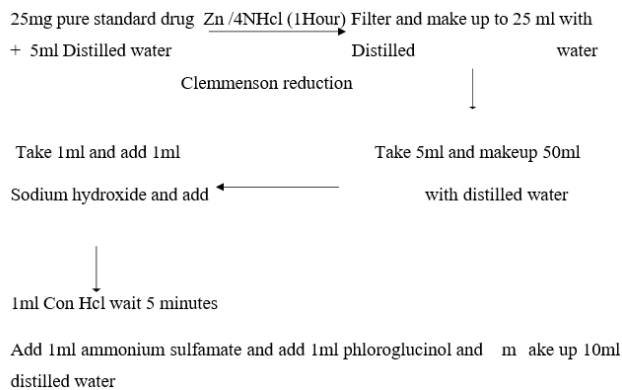 25mg pure standard drug Zn /4NHcl (1Hour) Filter and make up to 25 ml with
+ 5ml Distilled water Distilled water
Clemmenson reduction
Take 1ml and add 1ml Take 5ml and makeup 50ml
Sodium hydroxide and add with distilled water
1ml Con Hcl wait 5 minutes
Add 1ml ammonium sulfamate and add 1ml phloroglucinol and m ake up 10ml
distilled water